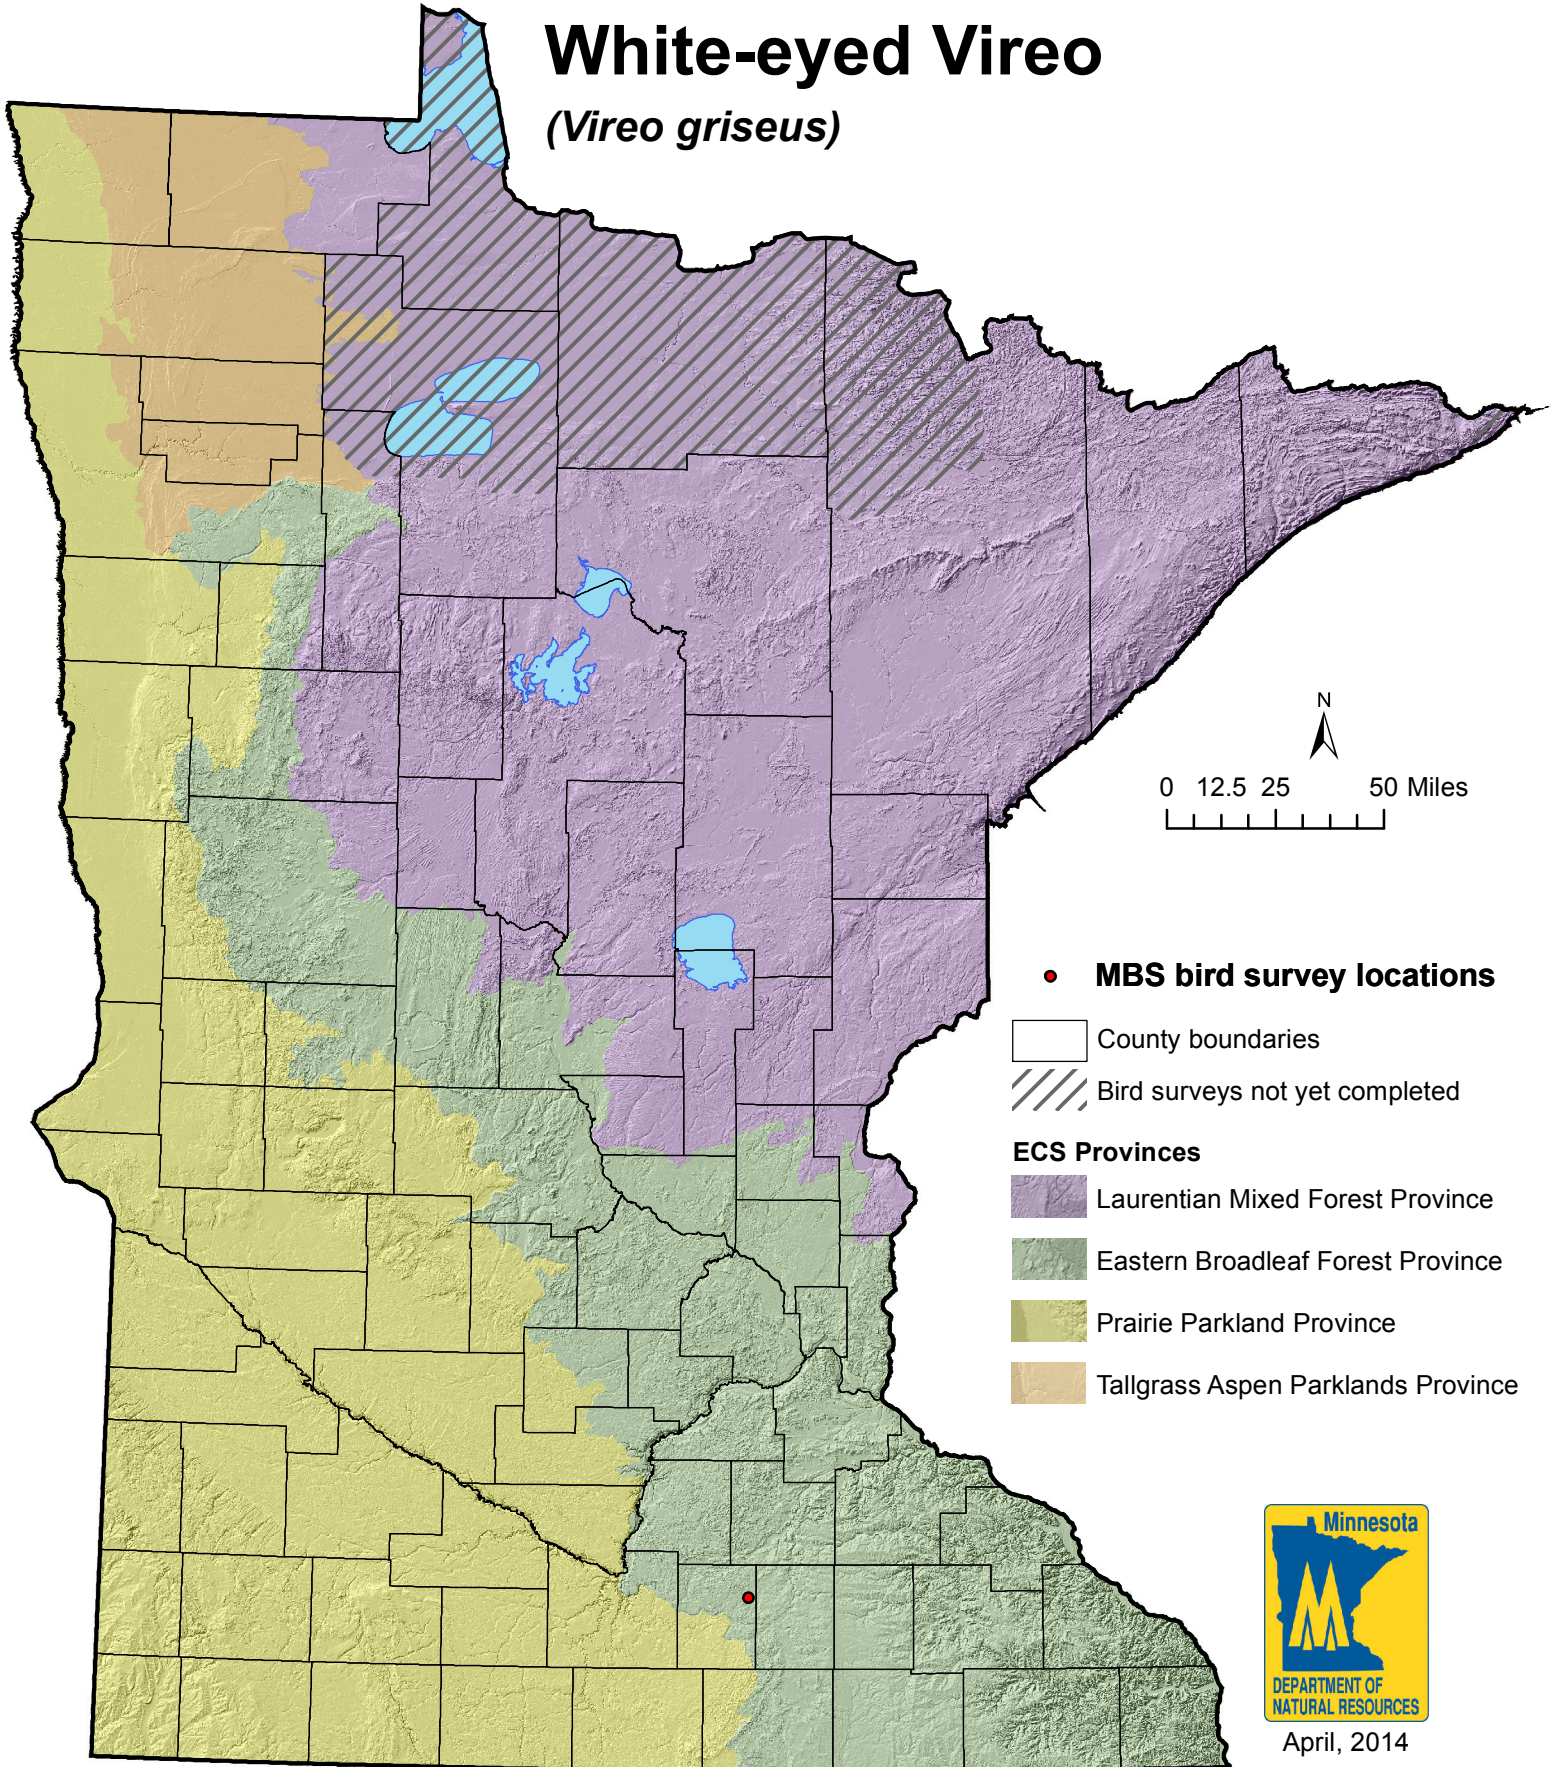 White-eyed Vireo
(Vireo griseus)
N
0 12.5 25 50 Miles
MBS bird survey locations
County boundaries
Bird surveys not yet completed
ECS Provinces
Laurentian Mixed Forest Province
Eastern Broadleaf Forest Province
Prairie Parkland Province
Tallgrass Aspen Parklands Province
Minnesota
DEPARTMENT OF
NATURAL RESOURCES
April, 2014